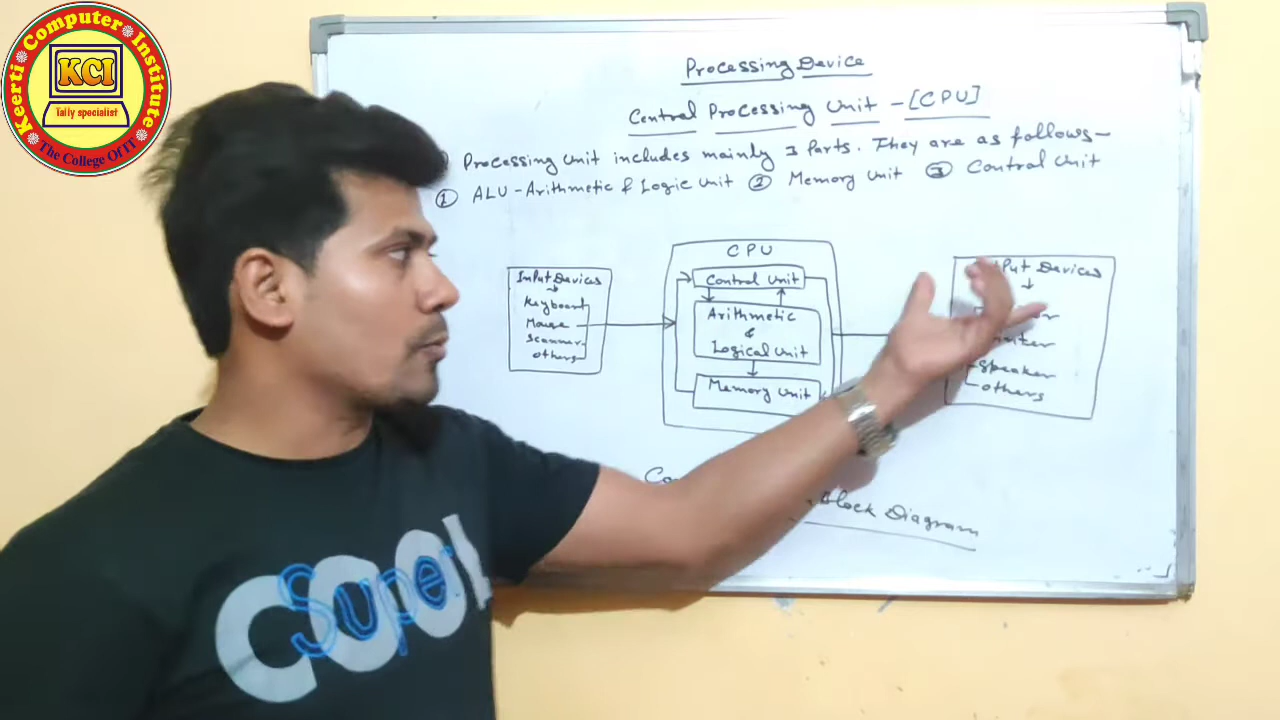 Keerti Computer Institute
KCI
Tally specialist
The College Of IT
Processing Device
Central Processing Unit - [CPU]
Processing Unit includes mainly 3 Parts. They are as follows-
① ALU - Arithmetic & Logic Unit ② Memory Unit ③ Control Unit
CPU
Input Devices
Keyboard
Mouse
Scanner
others
Control Unit
Arithmetic
&
Logical Unit
Memory Unit
Devices
Speaker
others
Block Diagram
Super
COOL